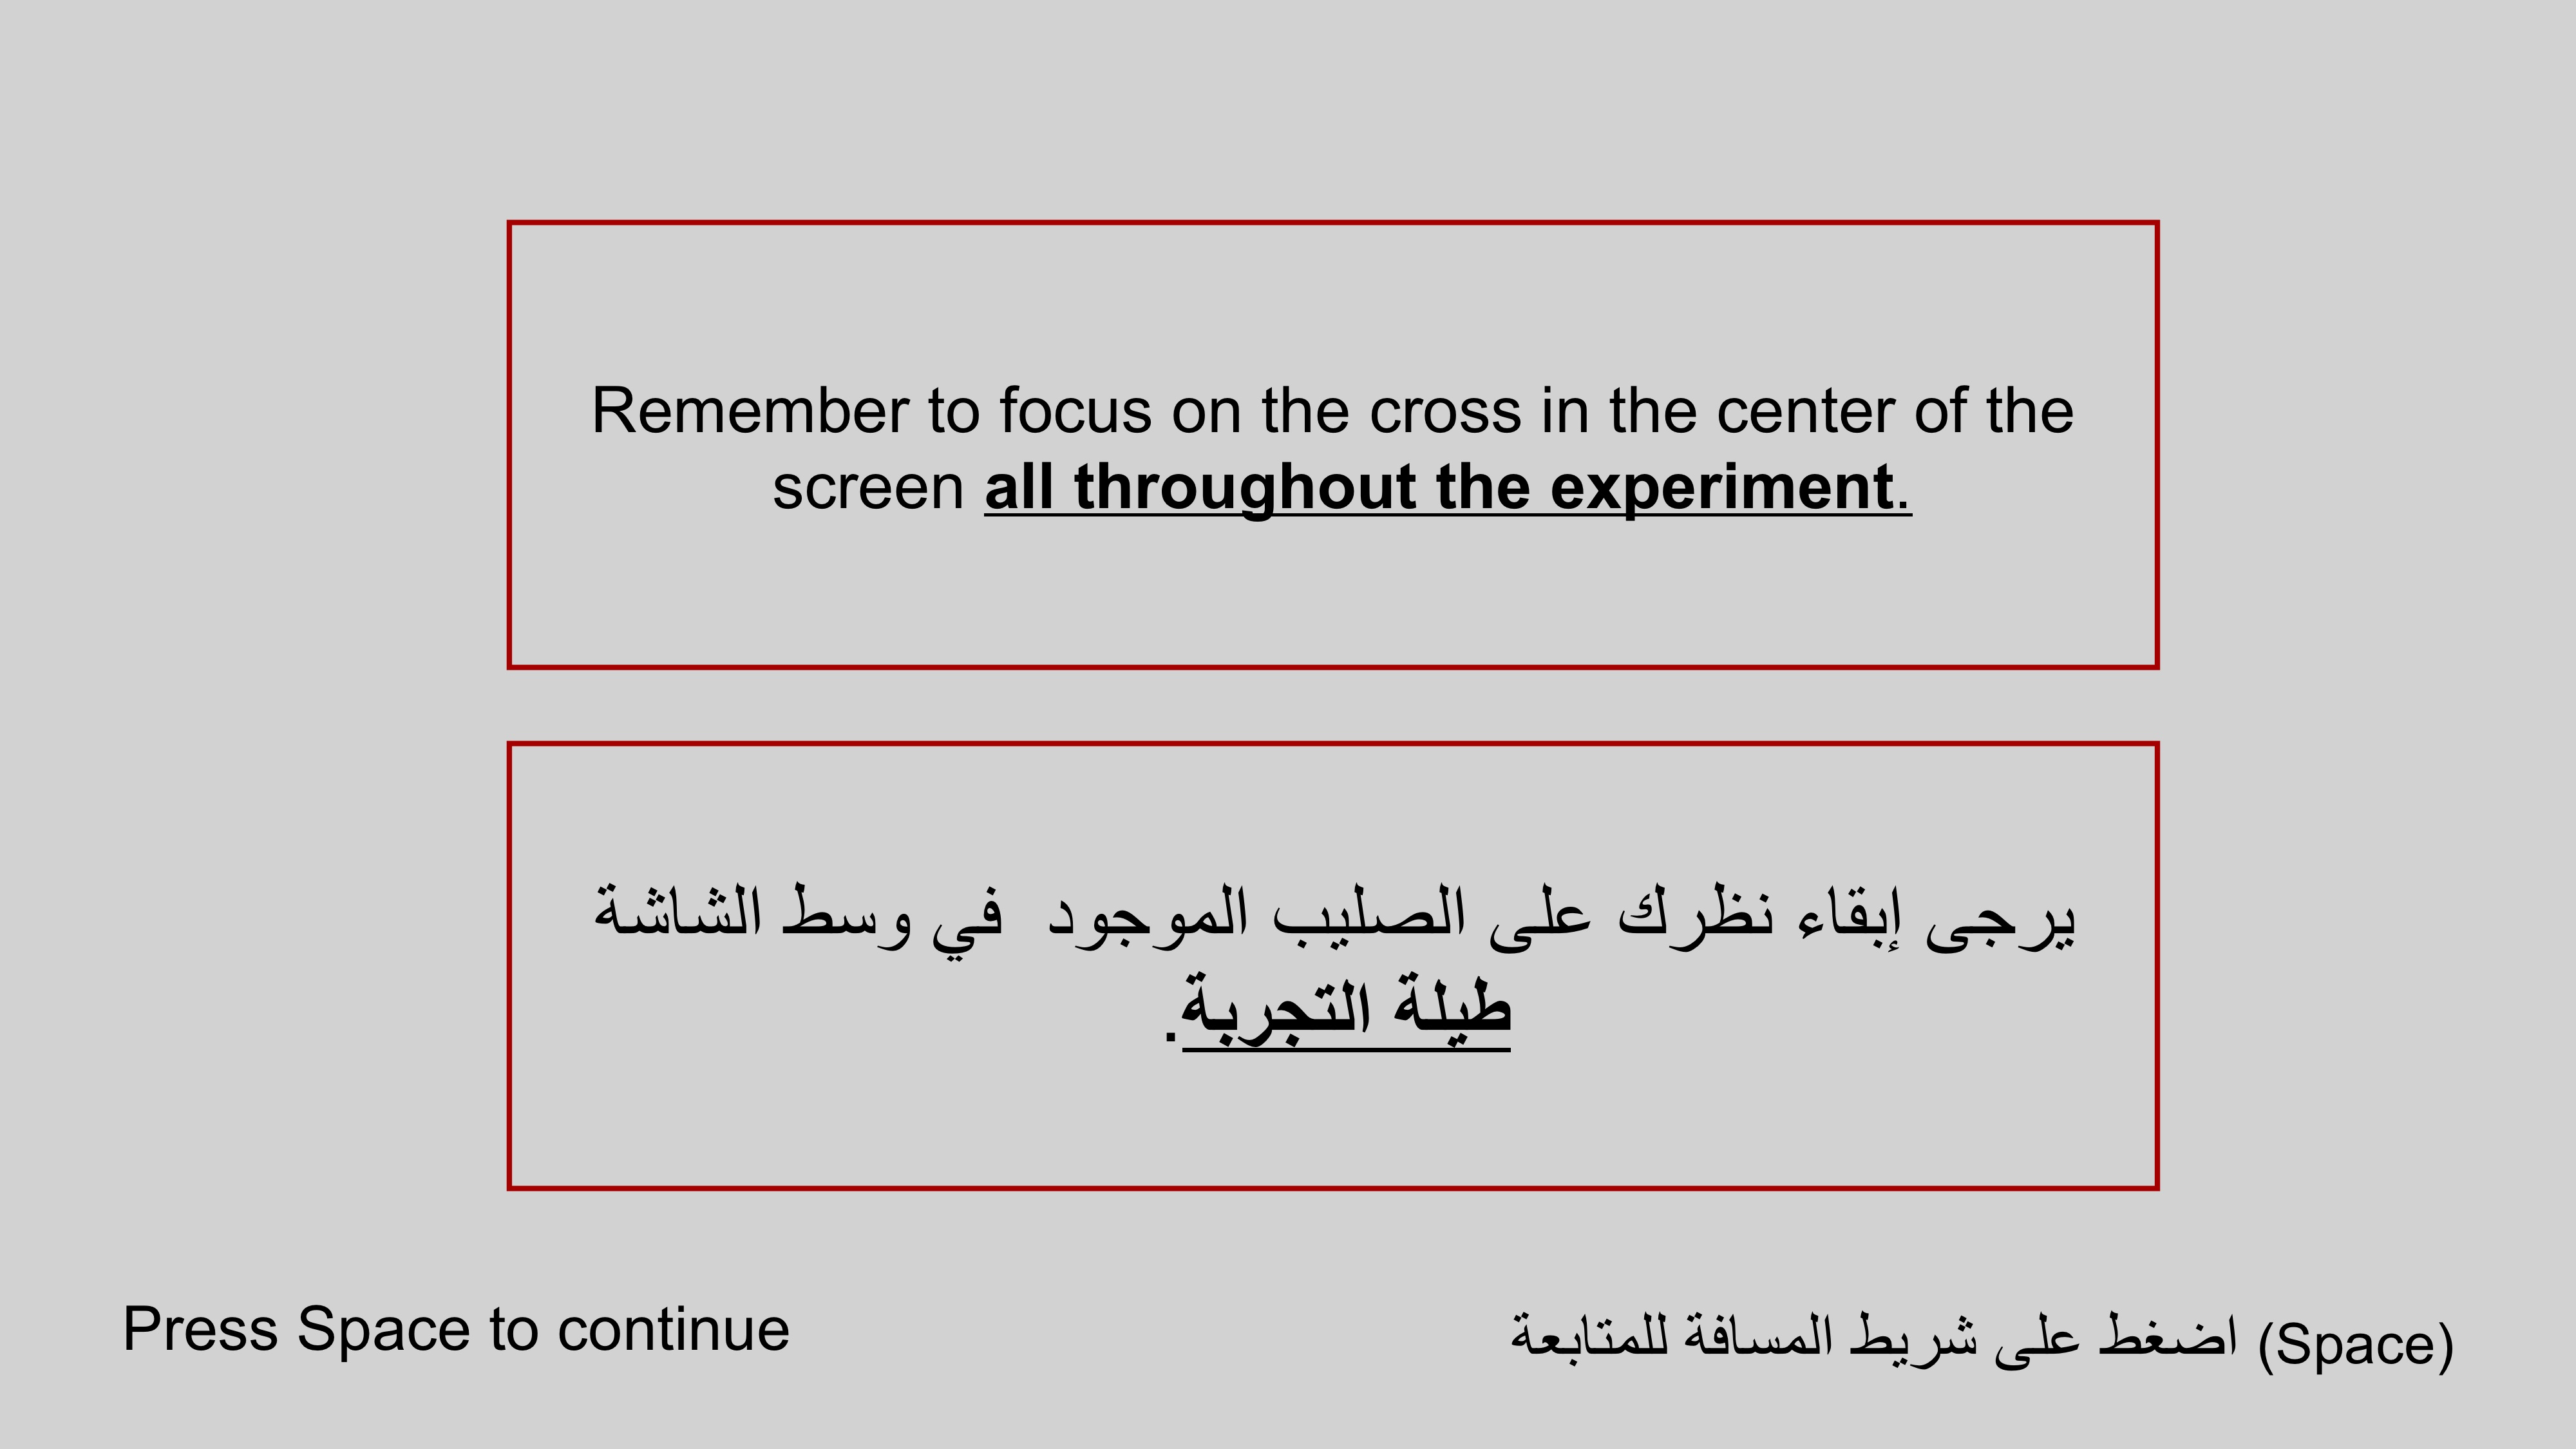 Remember to focus on the cross in the center of the
screen all throughout the experiment.
يرجى إبقاء نظرك على الصليب الموجود  في وسط الشاشة
طيلة التجربة.
Press Space to continue
(Space) اضغط على شريط المسافة للمتابعة